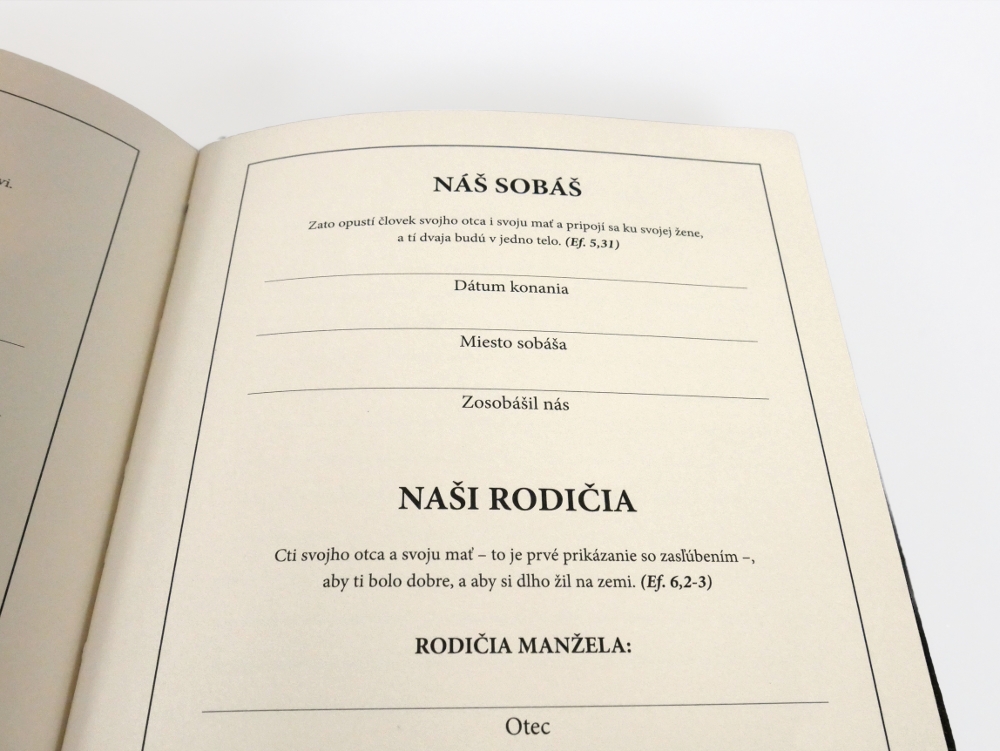 vi.
NÁŠ SOBÁŠ
Zato opustí človek svojho otca i svoju mať a pripojí sa ku svojej žene,
a tí dvaja budú v jedno telo. (Ef. 5,31)
Dátum konania
Miesto sobáša
Zosobášil nás
NAŠI RODIČIA
Cti svojho otca a svoju mať – to je prvé prikázanie so zasľúbením –,
aby ti bolo dobre, a aby si dlho žil na zemi. (Ef. 6,2-3)
RODIČIA MANŽELA:
Otec